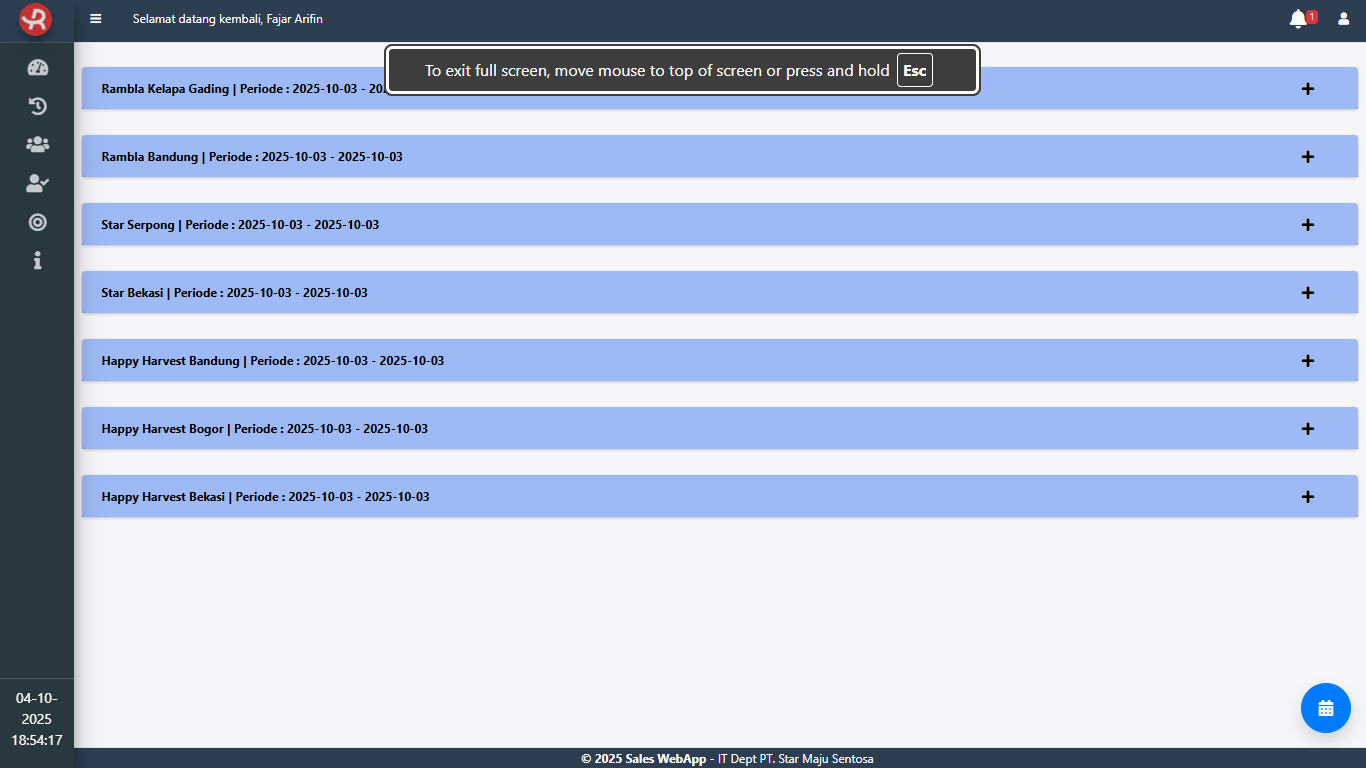 Selamat datang kembali, Fajar Arifin
1
To exit full screen, move mouse to top of screen or press and hold Esc
Rambla Kelapa Gading | Periode : 2025-10-03 -
Rambla Bandung | Periode : 2025-10-03 - 2025-10-03
Star Serpong | Periode : 2025-10-03 - 2025-10-03
Star Bekasi | Periode : 2025-10-03 - 2025-10-03
Happy Harvest Bandung | Periode : 2025-10-03 - 2025-10-03
Happy Harvest Bogor | Periode : 2025-10-03 - 2025-10-03
Happy Harvest Bekasi | Periode : 2025-10-03 - 2025-10-03
04-10-
2025
18:54:17
© 2025 Sales WebApp - IT Dept PT. Star Maju Sentosa